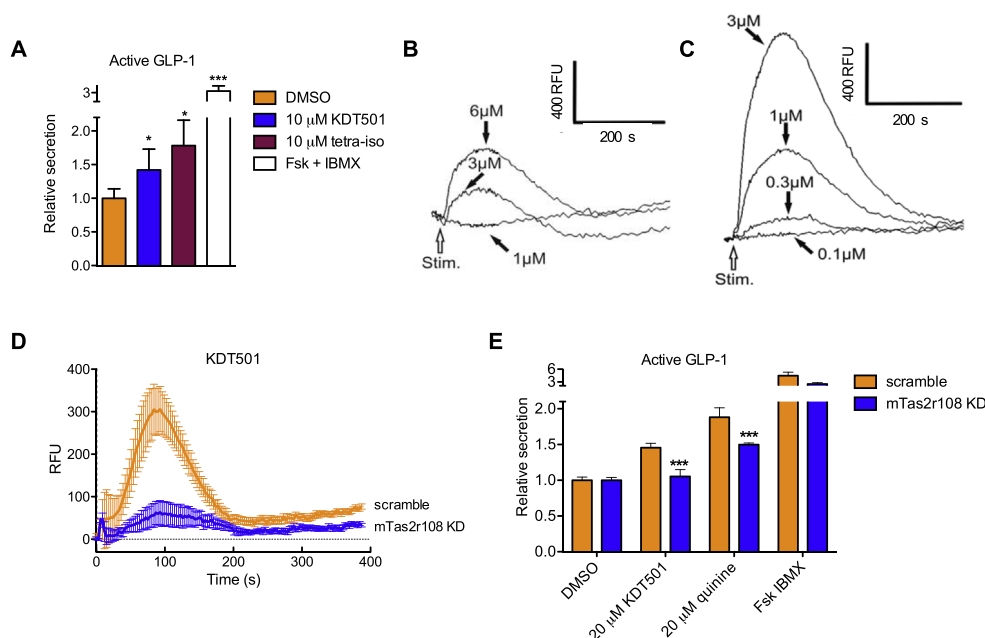 A
Active GLP-1
Relative secretion
3
2.0
1.5
1.0
0.5
0.0
*
*
***
DMSO
10 µM KDT501
10 µM tetra-iso
Fsk + IBMX
B
6µM
3µM
1µM
Stim.
400 RFU
200 s
C
3µM
1µM
0.3µM
0.1µM
Stim.
400 RFU
200 s
D
KDT501
RFU
400
300
200
100
0
0
100
200
300
400
Time (s)
scramble
mTas2r108 KD
E
Active GLP-1
Relative secretion
6
3
2.0
1.5
1.0
0.5
0.0
***
***
DMSO
20 µM KDT501
20 µM quinine
Fsk IBMX
scramble
mTas2r108 KD